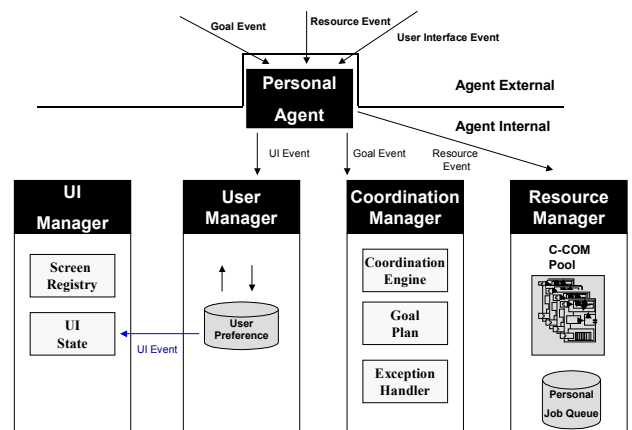 Goal Event
Resource Event
User Interface Event
Personal
Agent
Agent External
Agent Internal
UI Event
Goal Event
Resource
Event
UI
Manager
User
Manager
Coordination
Manager
Resource
Manager
Screen
Registry
UI
State
UI Event
User
Preference
Coordination
Engine
Goal
Plan
Exception
Handler
C-COM
Pool
Personal
Job Queue